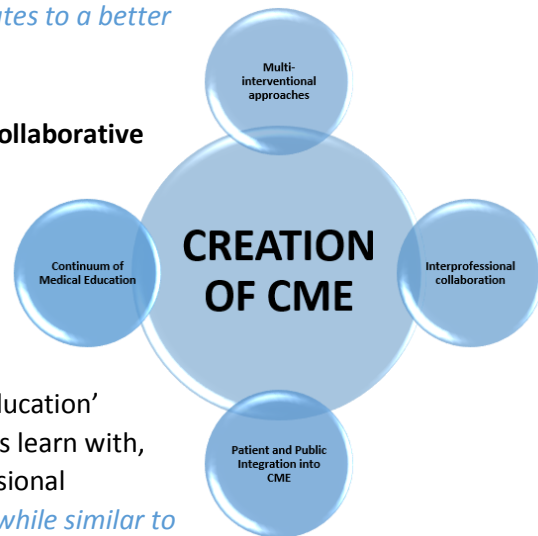 ates to a better
Multi-
interventional
approaches
ollaborative
CREATION
OF CME
Continuum of
Medical Education
Interprofessional
collaboration
ducation’
s learn with,
sional
while similar to
Patient and Public
Integration into
CME